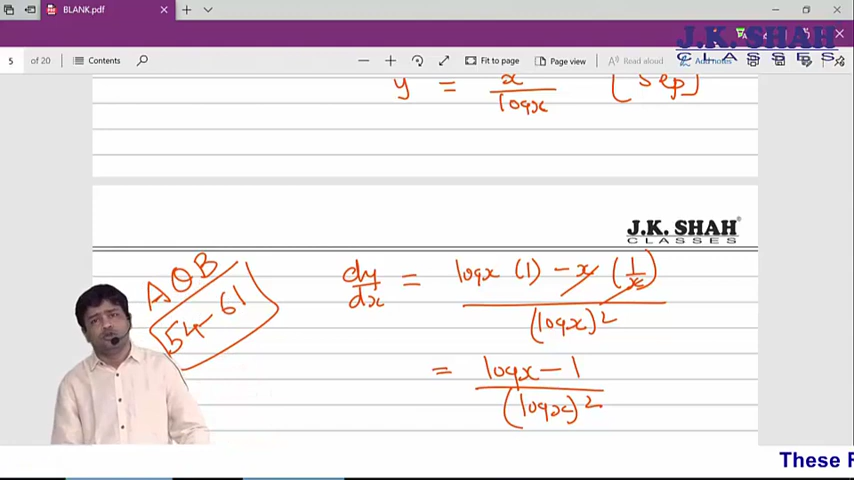 BLANK.pdf
J.K. SHAH
CLASSES
5 of 20
Contents
Fit to page
Page view
Read aloud
Add notes
y = x / logx [Sep]
J.K. SHAH
CLASSES
AQB
54-61
dy/dx = logx (1) - x (1/x) / (logx)²
= logx - 1 / (logx)²
These